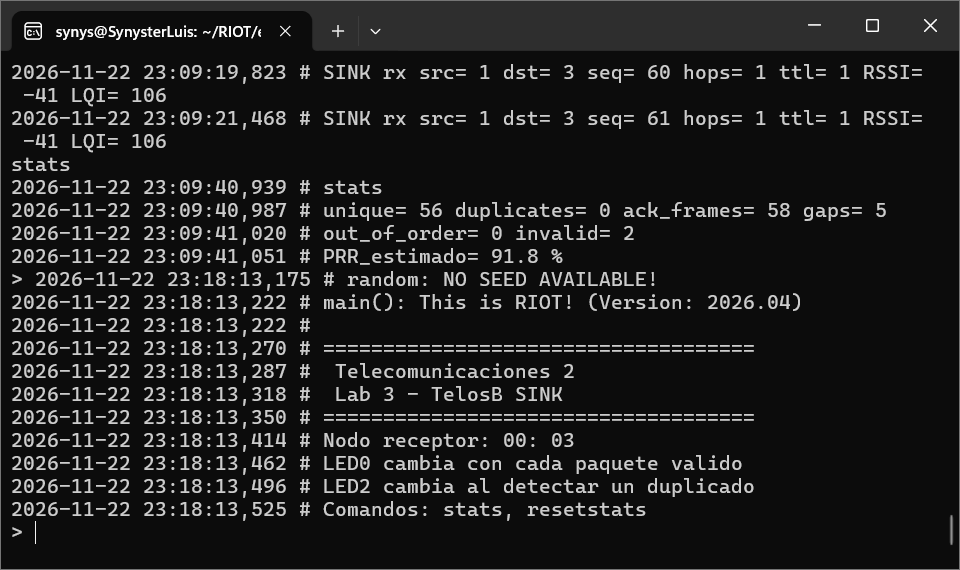 synys@SynysterLuis: ~/RIOT/e
2026-11-22 23:09:19,823 # SINK rx src= 1 dst= 3 seq= 60 hops= 1 ttl= 1 RSSI=
-41 LQI= 106
2026-11-22 23:09:21,468 # SINK rx src= 1 dst= 3 seq= 61 hops= 1 ttl= 1 RSSI=
-41 LQI= 106
stats
2026-11-22 23:09:40,939 # stats
2026-11-22 23:09:40,987 # unique= 56 duplicates= 0 ack_frames= 58 gaps= 5
2026-11-22 23:09:41,020 # out_of_order= 0 invalid= 2
2026-11-22 23:09:41,051 # PRR_estimado= 91.8 %
> 2026-11-22 23:18:13,175 # random: NO SEED AVAILABLE!
2026-11-22 23:18:13,222 # main(): This is RIOT! (Version: 2026.04)
2026-11-22 23:18:13,222 #
2026-11-22 23:18:13,270 # ====================================
2026-11-22 23:18:13,287 #  Telecomunicaciones 2
2026-11-22 23:18:13,318 #  Lab 3 - TelosB SINK
2026-11-22 23:18:13,350 # ====================================
2026-11-22 23:18:13,414 # Nodo receptor: 00: 03
2026-11-22 23:18:13,462 # LED0 cambia con cada paquete valido
2026-11-22 23:18:13,496 # LED2 cambia al detectar un duplicado
2026-11-22 23:18:13,525 # Comandos: stats, resetstats
>